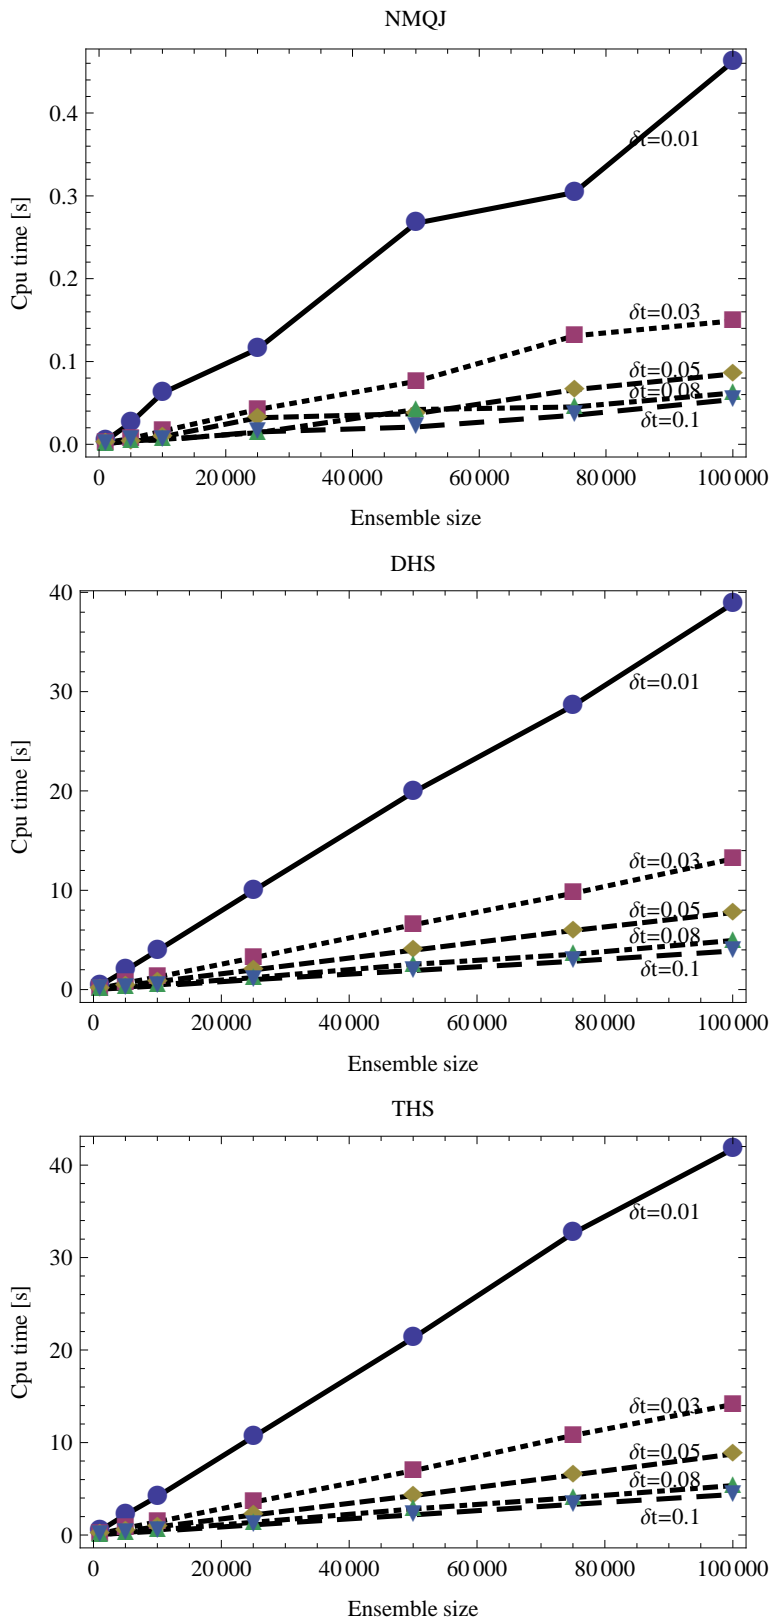 NMQJ
0.4
0.3
0.2
0.1
0.0
Cpu time [s]
δt=0.01
δt=0.03
δt=0.05
δt=0.08
δt=0.1
0 20 000 40 000 60 000 80 000 100 000
Ensemble size
DHS
40
30
20
10
0
Cpu time [s]
δt=0.01
δt=0.03
δt=0.05
δt=0.08
δt=0.1
0 20 000 40 000 60 000 80 000 100 000
Ensemble size
THS
40
30
20
10
0
Cpu time [s]
δt=0.01
δt=0.03
δt=0.05
δt=0.08
δt=0.1
0 20 000 40 000 60 000 80 000 100 000
Ensemble size